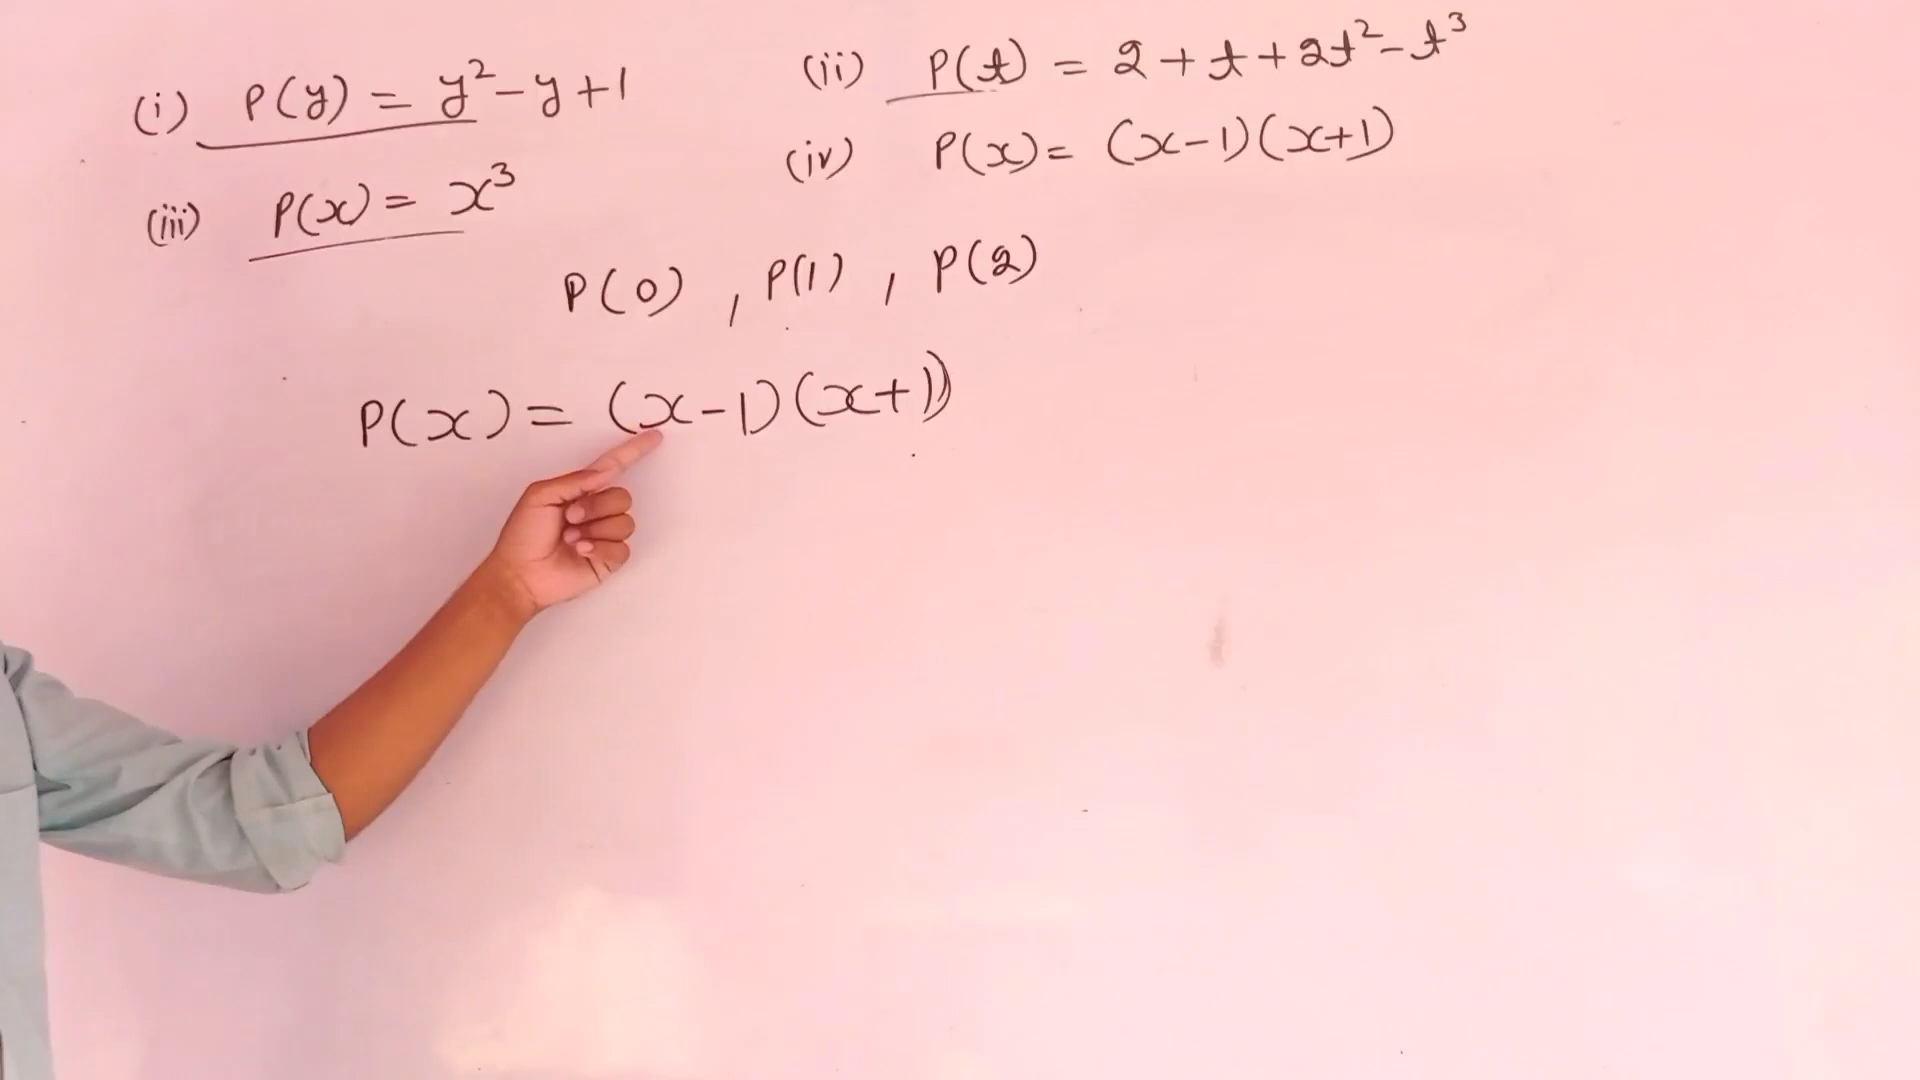 (i) P(y) = y² - y + 1
(ii) P(t) = 2 + t + 2t² - t³
(iii) P(x) = x³
(iv) P(x) = (x - 1)(x + 1)
P(0) , P(1) , P(2)
P(x) = (x - 1)(x + 1)